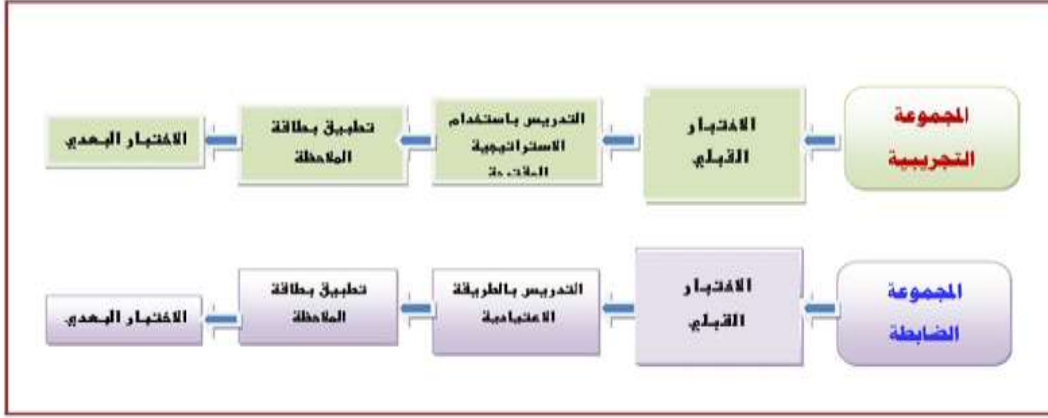 المجموعة
التجريبية
الاختبار
القبلي
التدريس باستخدام
الاستراتيجية
المقترحة
تطبيق بطاقة
الملاحظة
الاختبار البعدي
المجموعة
الضابطة
الاختبار
القبلي
التدريس بالطريقة
الاعتيادية
تطبيق بطاقة
الملاحظة
الاختبار البعدي